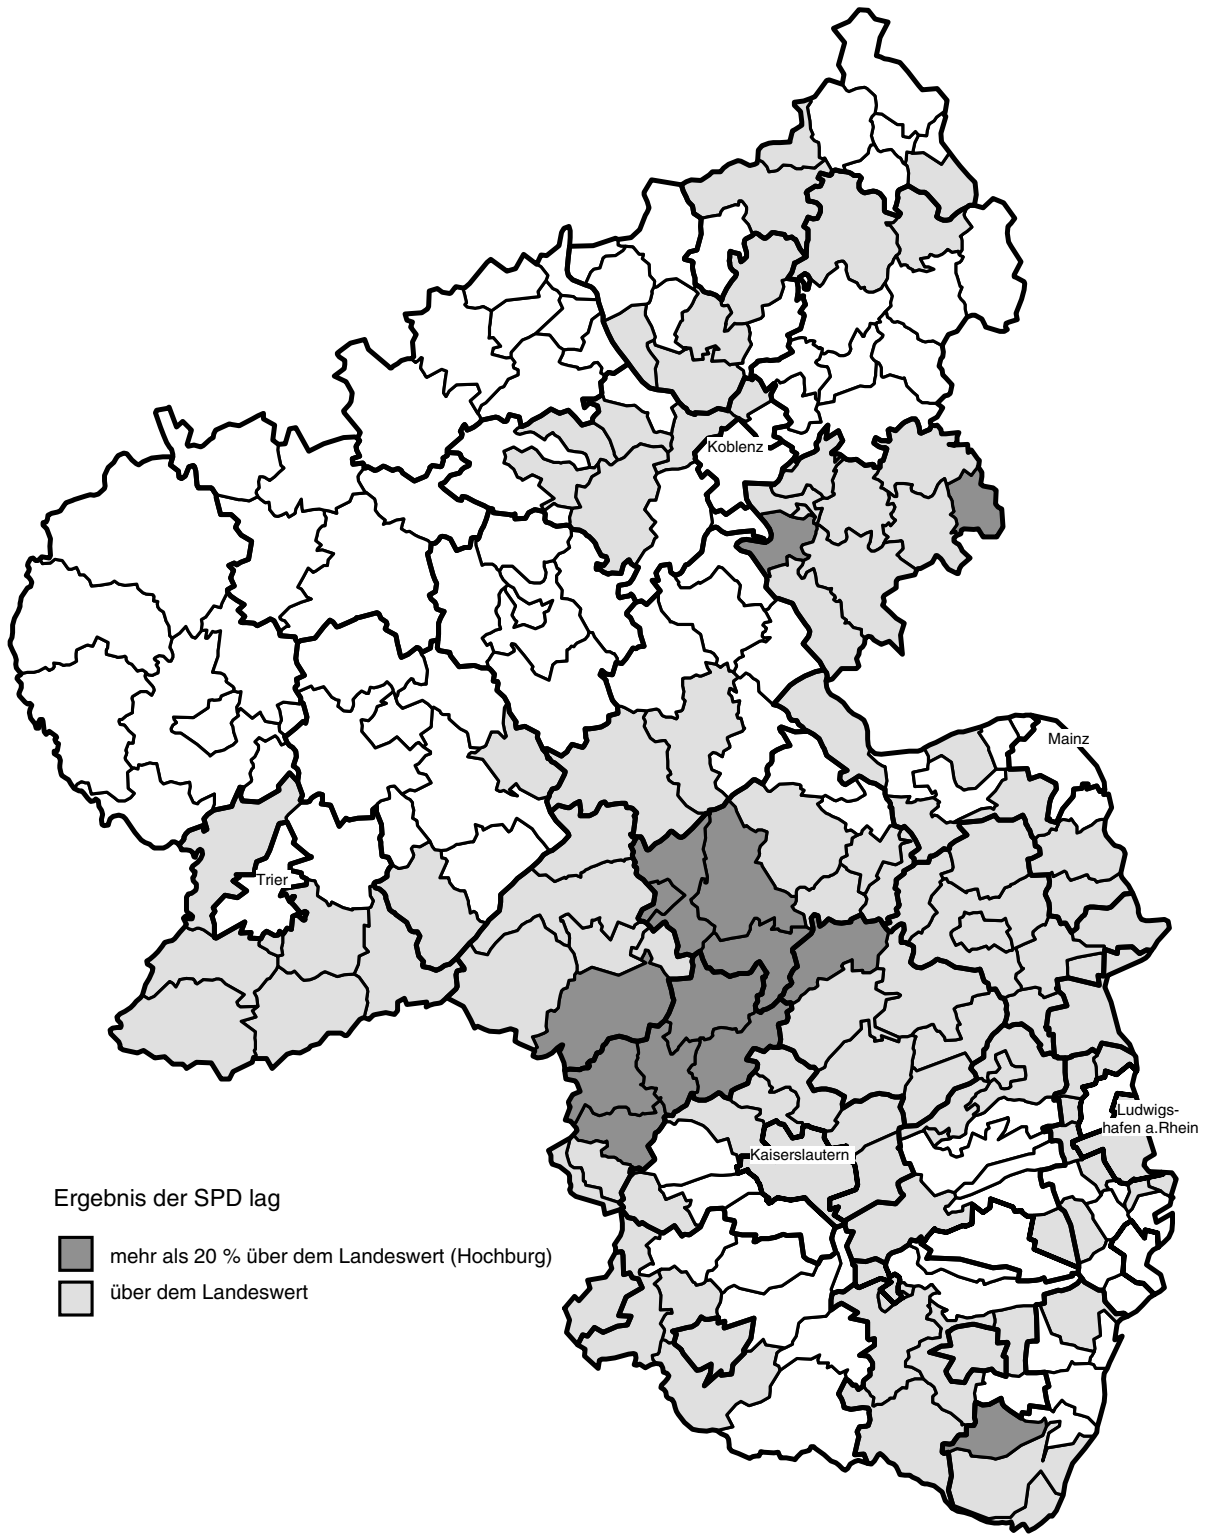 Koblenz
Mainz
Trier
Ludwigs-
hafen a.Rhein
Kaiserslautern
Ergebnis der SPD lag
mehr als 20 % über dem Landeswert (Hochburg)
über dem Landeswert